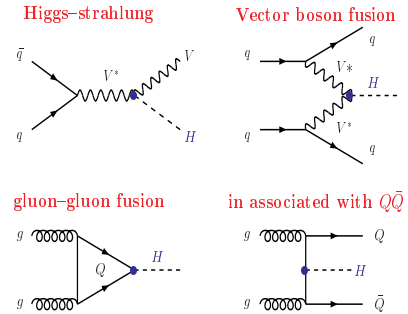 Higgs–strahlung
q̄
V*
V
q
H
Vector boson fusion
q
q
V*
H
V*
q
q
gluon–gluon fusion
g
Q
H
g
in associated with QQ̄
g
Q
H
g
Q̄